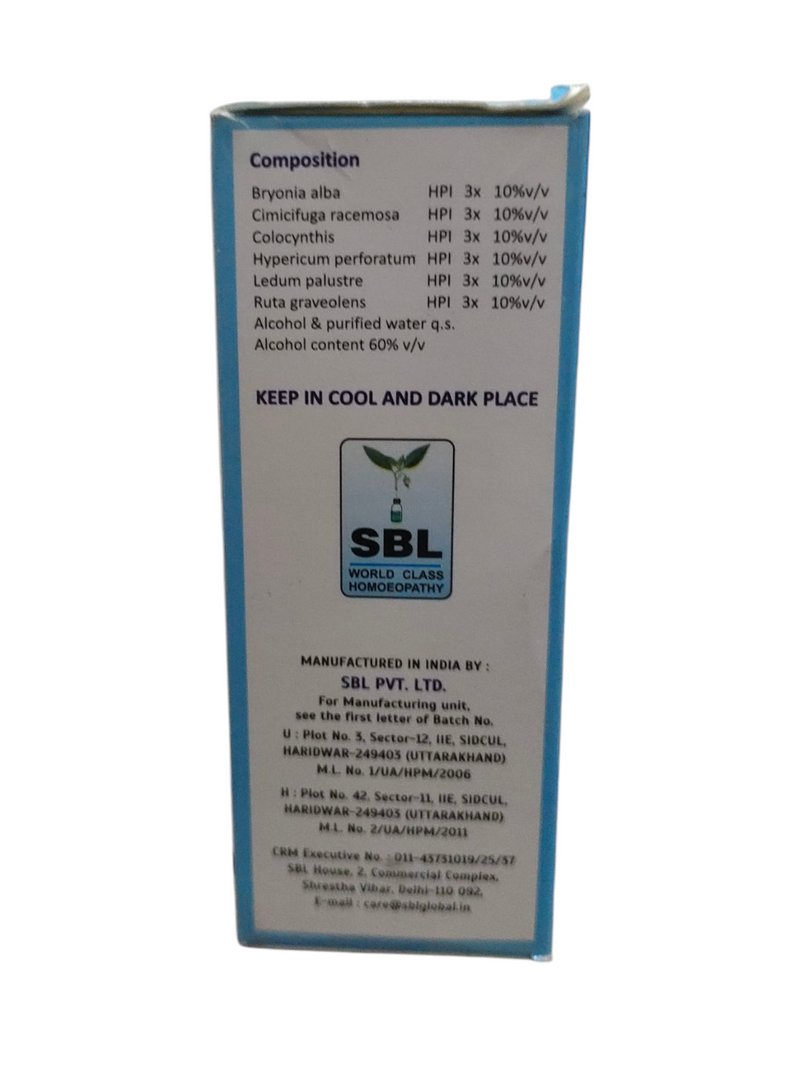 Composition
Bryonia alba HPI 3x 10%v/v
Cimicifuga racemosa HPI 3x 10%v/v
Colocynthis HPI 3x 10%v/v
Hypericum perforatum HPI 3x 10%v/v
Ledum palustre HPI 3x 10%v/v
Ruta graveolens HPI 3x 10%v/v
Alcohol & purified water q.s.
Alcohol content 60% v/v
KEEP IN COOL AND DARK PLACE
SBL
WORLD CLASS
HOMOEOPATHY
MANUFACTURED IN INDIA BY :
SBL PVT. LTD.
For Manufacturing unit,
see the first letter of Batch No.
U : Plot No. 3, Sector-12, IIE, SIDCUL,
HARIDWAR-249403 (UTTARAKHAND)
M.L. No. 1/UA/HPM/2006
H : Plot No. 42, Sector-11, IIE, SIDCUL,
HARIDWAR-249403 (UTTARAKHAND)
M.L. No. 2/UA/HPM/2011
CRM Executive No. : 011-43731019/25/37
SBL House, 2, Commercial Complex,
Shrestha Vihar, Delhi-110 092,
E-mail : care@sblglobal.in